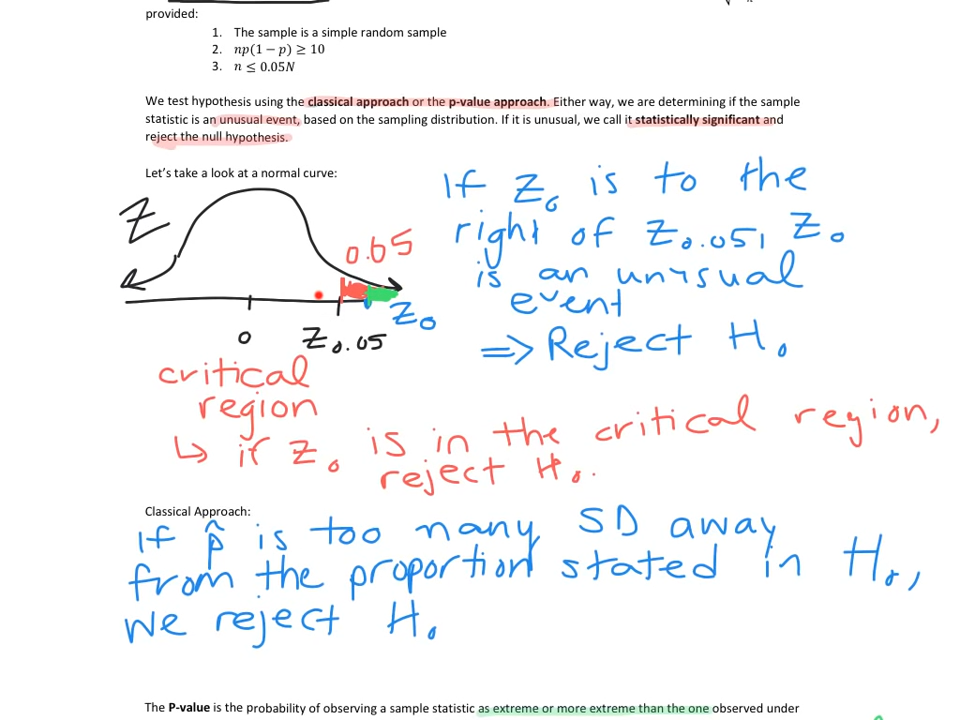 provided:
1. The sample is a simple random sample
2. np(1 − p) ≥ 10
3. n ≤ 0.05N
We test hypothesis using the classical approach or the p-value approach. Either way, we are determining if the sample
statistic is an unusual event, based on the sampling distribution. If it is unusual, we call it statistically significant and
reject the null hypothesis.
Let's take a look at a normal curve:
Z
0.05
0
Z0.05
Z0
If Z0 is to the
right of Z0.05, Z0
is an unusual
event
=> Reject H0
critical
region
↳ if Z0 is in the critical region,
reject H0.
Classical Approach:
If p̂ is too many SD away
from the proportion stated in H0,
we reject H0
The P-value is the probability of observing a sample statistic as extreme or more extreme than the one observed under